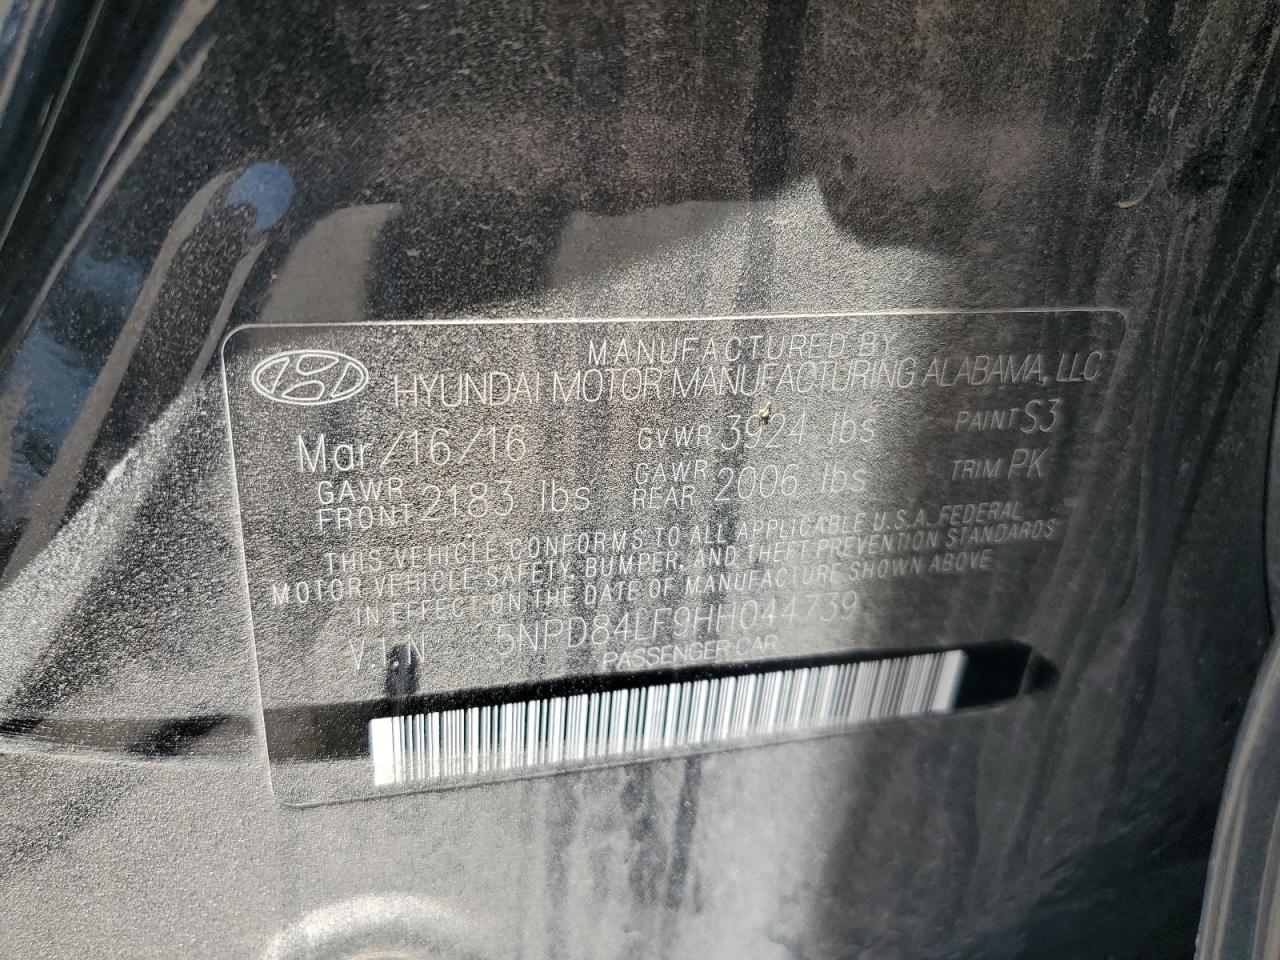 MANUFACTURED BY
HYUNDAI MOTOR MANUFACTURING ALABAMA, LLC
Mar/16/16 GVWR 3924 lbs PAINT S3
GAWR FRONT 2183 lbs GAWR REAR 2006 lbs TRIM PK
THIS VEHICLE CONFORMS TO ALL APPLICABLE U.S.A. FEDERAL
MOTOR VEHICLE SAFETY, BUMPER, AND THEFT PREVENTION STANDARDS
IN EFFECT ON THE DATE OF MANUFACTURE SHOWN ABOVE
V.I.N 5NPD84LF9HH044739
PASSENGER CAR